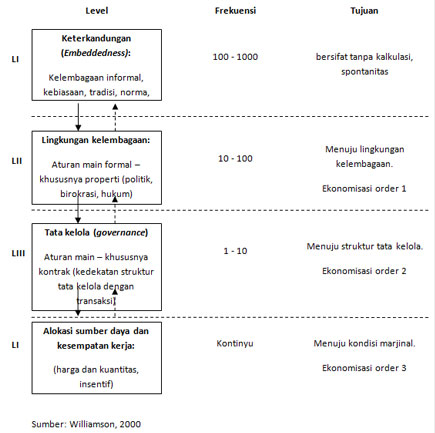 Level Frekuensi Tujuan
Keterkandungan
(Embeddedness):
LI 100 - 1000 bersifat tanpa kalkulasi,
spontanitas
Kelembagaan informal,
kebiasaan, tradisi, norma,
Lingkungan kelembagaan:
Menuju lingkungan
LII Aturan main formal – 10 - 100 kelembagaan.
khususnya properti (politik,
birokrasi, hukum) Ekonomisasi order 1
Tata kelola (governance)
LIII Aturan main – khususnya 1 - 10 Menuju struktur tata kelola.
kontrak (kedekatan struktur
tata kelola dengan Ekonomisasi order 2
transaksi)
Alokasi sumber daya dan
LI kesempatan kerja: Kontinyu Menuju kondisi marjinal.
(harga dan kuantitas, Ekonomisasi order 3
insentif)
Sumber: Williamson, 2000